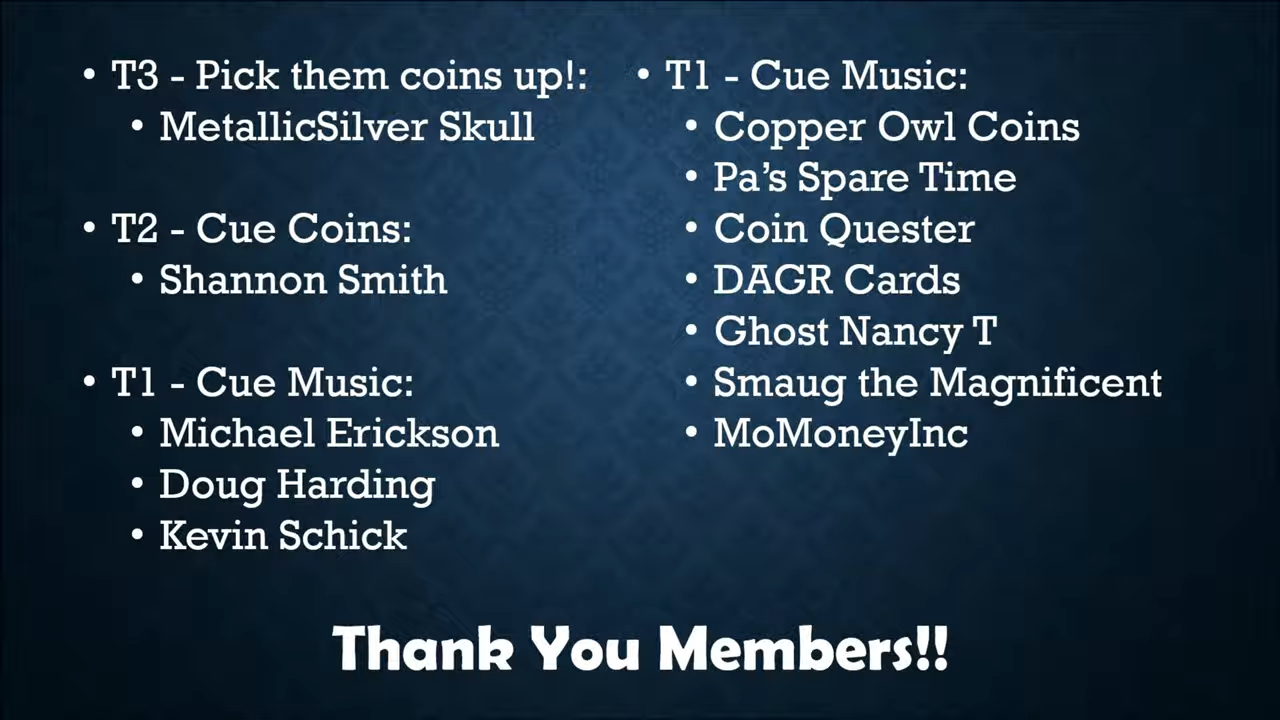 • T3 - Pick them coins up!:
• MetallicSilver Skull
• T2 - Cue Coins:
• Shannon Smith
• T1 - Cue Music:
• Michael Erickson
• Doug Harding
• Kevin Schick
• T1 - Cue Music:
• Copper Owl Coins
• Pa’s Spare Time
• Coin Quester
• DAGR Cards
• Ghost Nancy T
• Smaug the Magnificent
• MoMoneyInc
Thank You Members!!